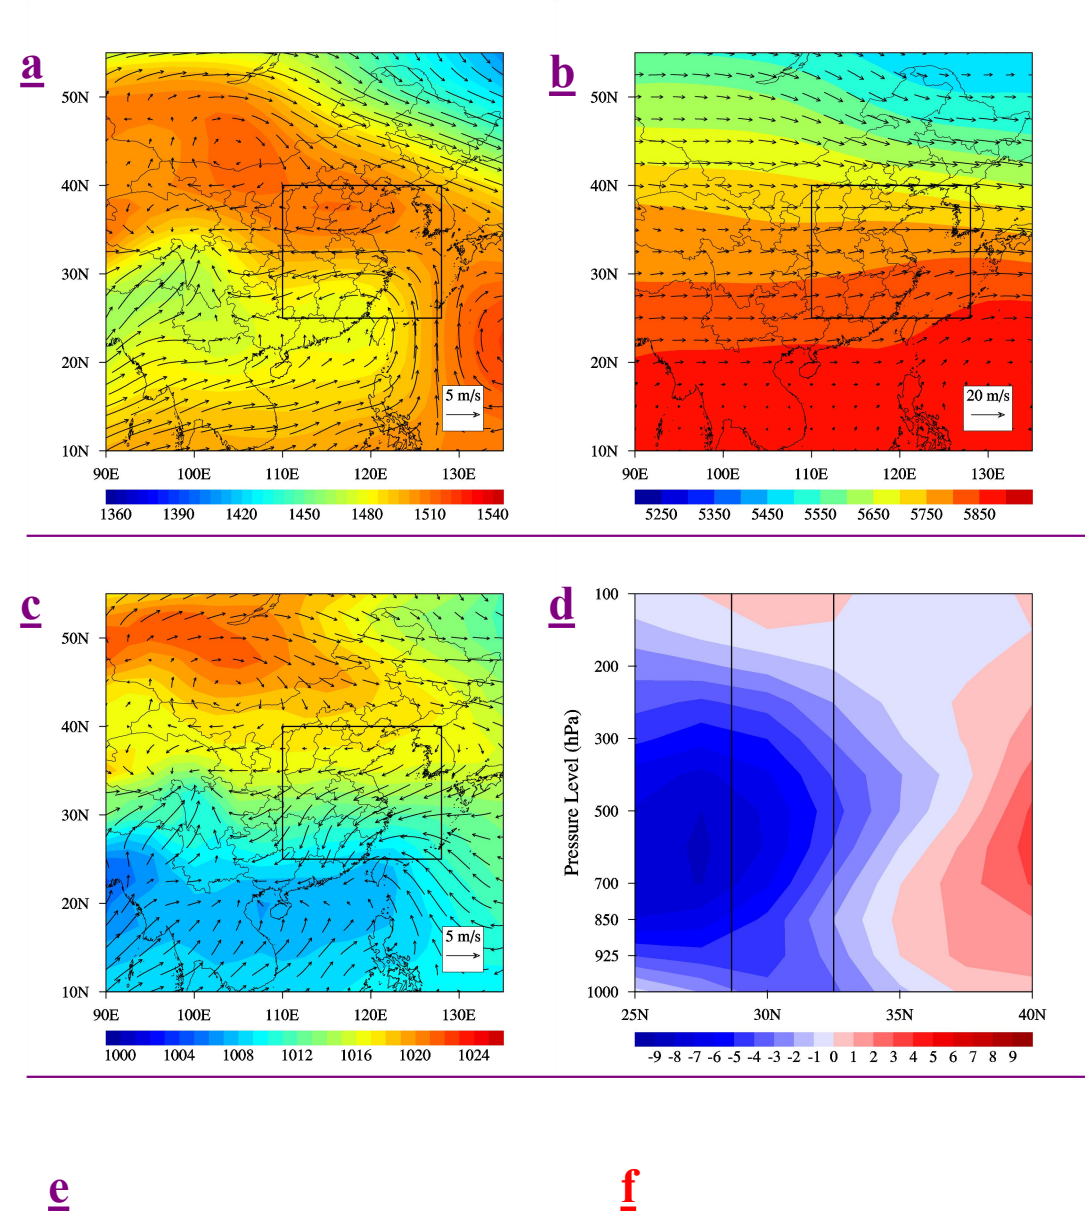 a
50N
40N
30N
20N
10N
5 m/s
90E 100E 110E 120E 130E
1360 1390 1420 1450 1480 1510 1540
b
50N
40N
30N
20N
10N
20 m/s
90E 100E 110E 120E 130E
5250 5350 5450 5550 5650 5750 5850
c
50N
40N
30N
20N
10N
5 m/s
90E 100E 110E 120E 130E
1000 1004 1008 1012 1016 1020 1024
d
Pressure Level (hPa)
100
200
300
500
700
850
925
1000
25N 30N 35N 40N
-9 -8 -7 -6 -5 -4 -3 -2 -1 0 1 2 3 4 5 6 7 8 9
e
f